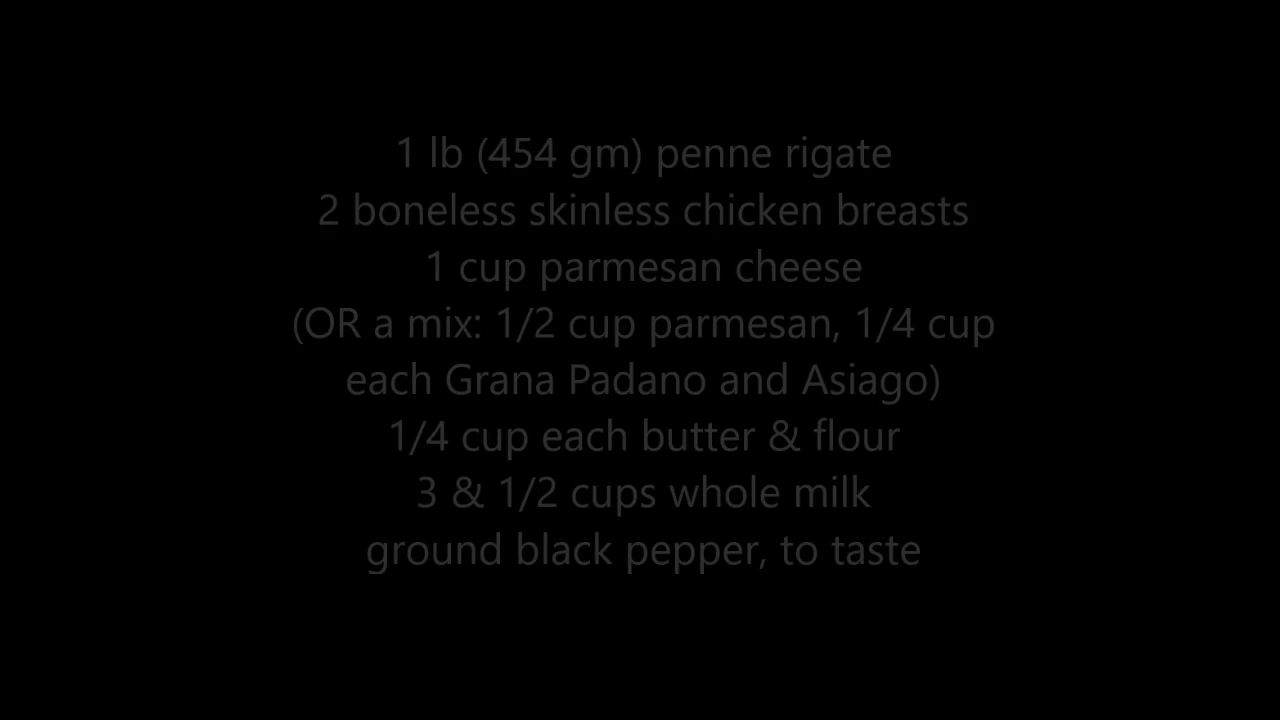 1 lb (454 gm) penne rigate
2 boneless skinless chicken breasts
1 cup parmesan cheese
(OR a mix: 1/2 cup parmesan, 1/4 cup
each Grana Padano and Asiago)
1/4 cup each butter & flour
3 & 1/2 cups whole milk
ground black pepper, to taste